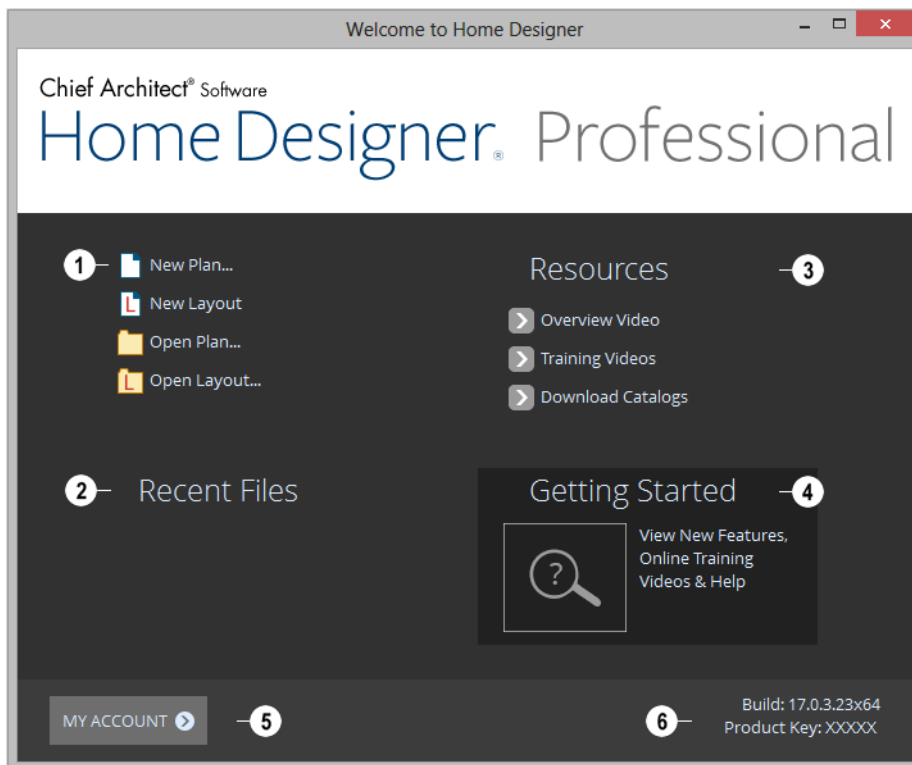 Welcome to Home Designer
Chief Architect® Software
Home Designer® Professional
1
New Plan...
L New Layout
Open Plan...
L Open Layout...
Resources
3
Overview Video
Training Videos
Download Catalogs
2
Recent Files
Getting Started
4
?
View New Features,
Online Training
Videos & Help
MY ACCOUNT
5
6
Build: 17.0.3.23x64
Product Key: XXXXX